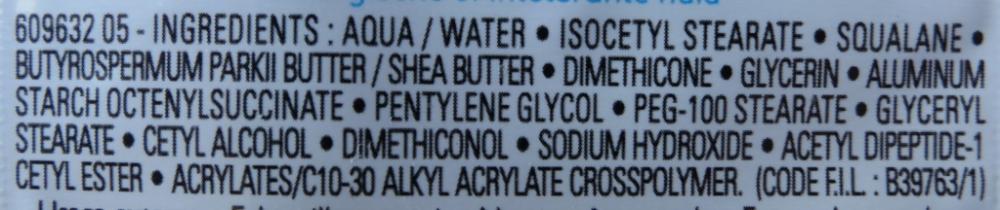 609632 05 - INGREDIENTS : AQUA / WATER • ISOCETYL STEARATE • SQUALANE •
BUTYROSPERMUM PARKII BUTTER / SHEA BUTTER • DIMETHICONE • GLYCERIN • ALUMINUM
STARCH OCTENYLSUCCINATE • PENTYLENE GLYCOL • PEG-100 STEARATE • GLYCERYL
STEARATE • CETYL ALCOHOL • DIMETHICONOL • SODIUM HYDROXIDE • ACETYL DIPEPTIDE-1
CETYL ESTER • ACRYLATES/C10-30 ALKYL ACRYLATE CROSSPOLYMER. (CODE F.I.L. : B39763/1)